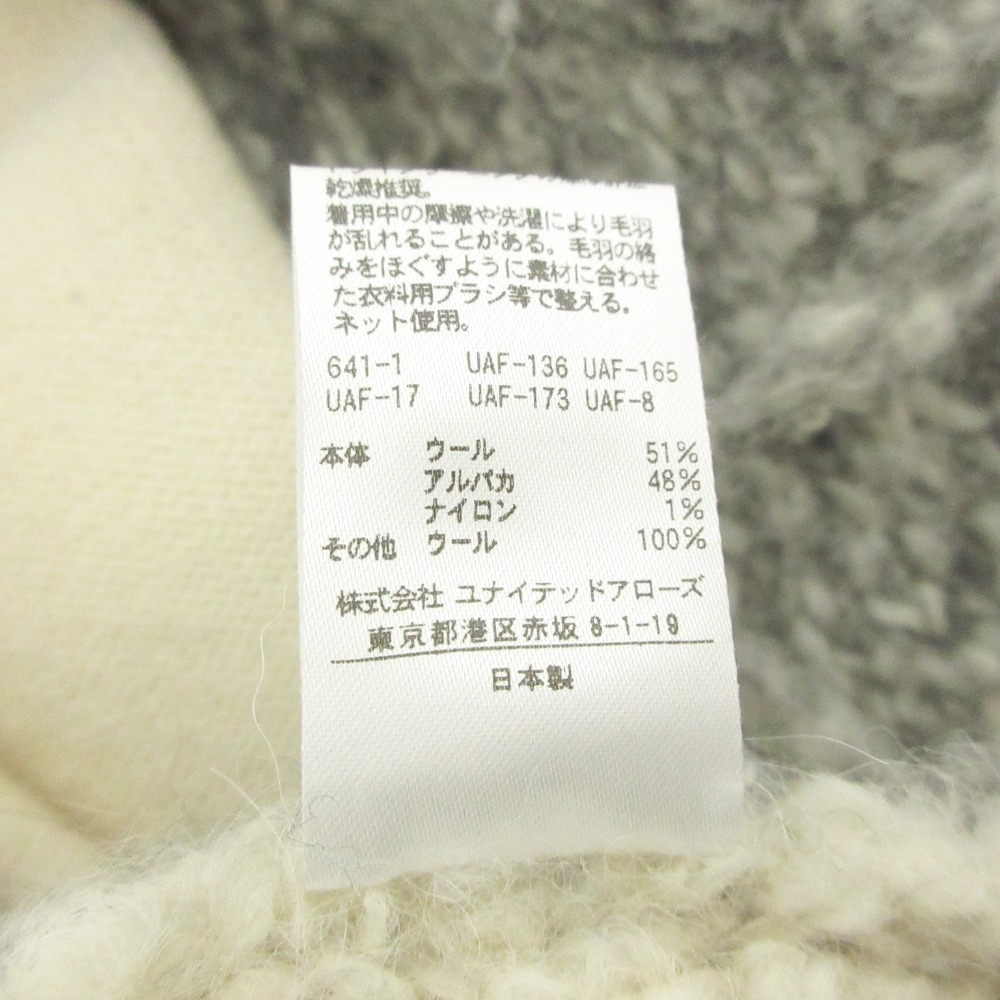 乾燥推奨。
着用中の摩擦や洗濯により毛羽
が乱れることがある。毛羽の絡
みをほぐすように素材に合わせ
た衣料用ブラシ等で整える。
ネット使用。
641-1 UAF-136 UAF-165
UAF-17 UAF-173 UAF-8
本体 ウール 51%
アルパカ 48%
ナイロン 1%
その他 ウール 100%
株式会社 ユナイテッドアローズ
東京都港区赤坂 8-1-19
日本製